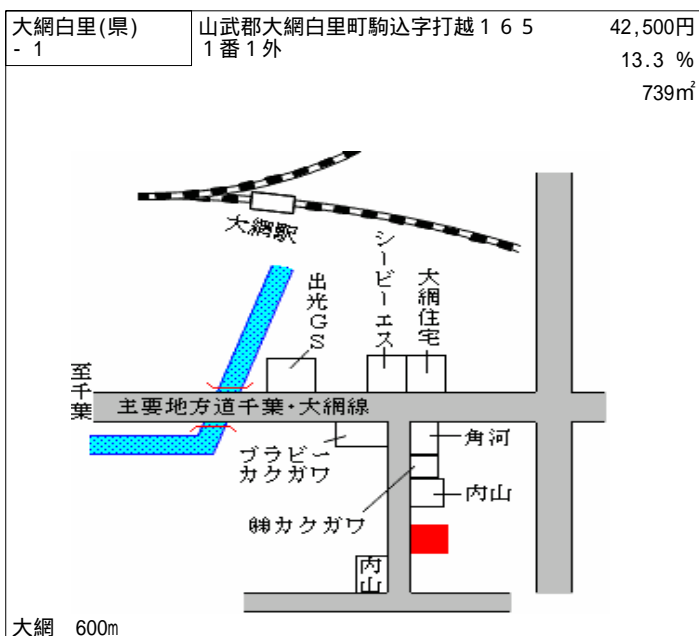 大網白里(県)
- 1
山武郡大網白里町駒込字打越165
1番1外
42,500円
13.3 %
739㎡
大網駅
シービーエス
大網住宅
出光GS
至千葉
主要地方道千葉・大網線
プラビー
カクガワ
角河
内山
㈱カクガワ
内山
大網 600m